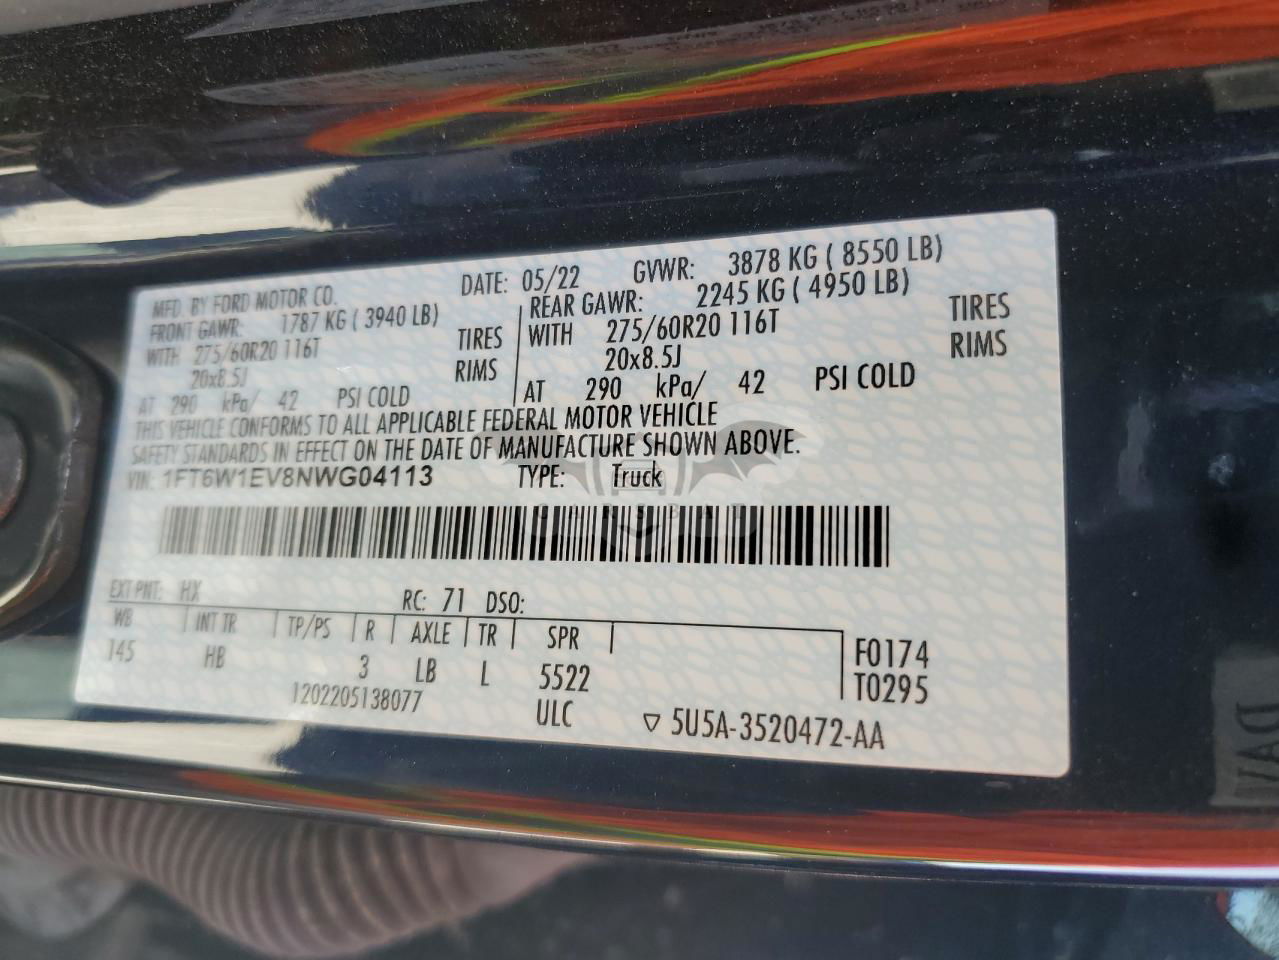 MFD. BY FORD MOTOR CO. DATE: 05/22 GVWR: 3878 KG ( 8550 LB)
FRONT GAWR: 1787 KG ( 3940 LB) REAR GAWR: 2245 KG ( 4950 LB)
WITH 275/60R20 116T TIRES WITH 275/60R20 116T TIRES
20x8.5J RIMS 20x8.5J RIMS
AT 290 kPa/ 42 PSI COLD AT 290 kPa/ 42 PSI COLD
THIS VEHICLE CONFORMS TO ALL APPLICABLE FEDERAL MOTOR VEHICLE
SAFETY STANDARDS IN EFFECT ON THE DATE OF MANUFACTURE SHOWN ABOVE.
VIN: 1FT6W1EV8NWG04113 TYPE: Truck
CARSBAT
EXT PNT: HX RC: 71 DSO:
WB INT TR TP/PS R AXLE TR SPR
145 HB 3 LB L 5522
F0174
T0295
1202205138077 ULC ▽ 5U5A-3520472-AA